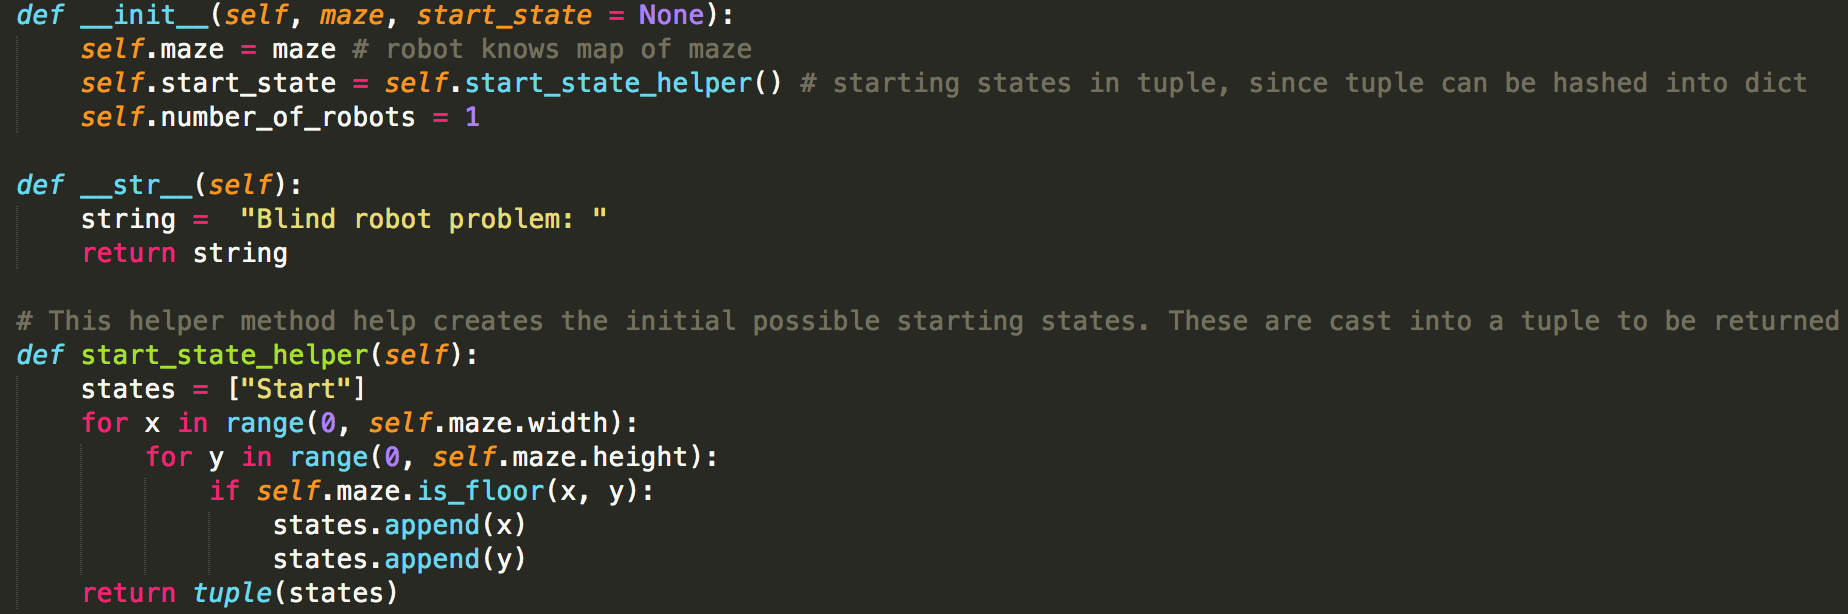 def __init__(self, maze, start_state = None):
    self.maze = maze # robot knows map of maze
    self.start_state = self.start_state_helper() # starting states in tuple, since tuple can be hashed into dict
    self.number_of_robots = 1

def __str__(self):
    string =  "Blind robot problem: "
    return string

# This helper method help creates the initial possible starting states. These are cast into a tuple to be returned
def start_state_helper(self):
    states = ["Start"]
    for x in range(0, self.maze.width):
        for y in range(0, self.maze.height):
            if self.maze.is_floor(x, y):
                states.append(x)
                states.append(y)
    return tuple(states)